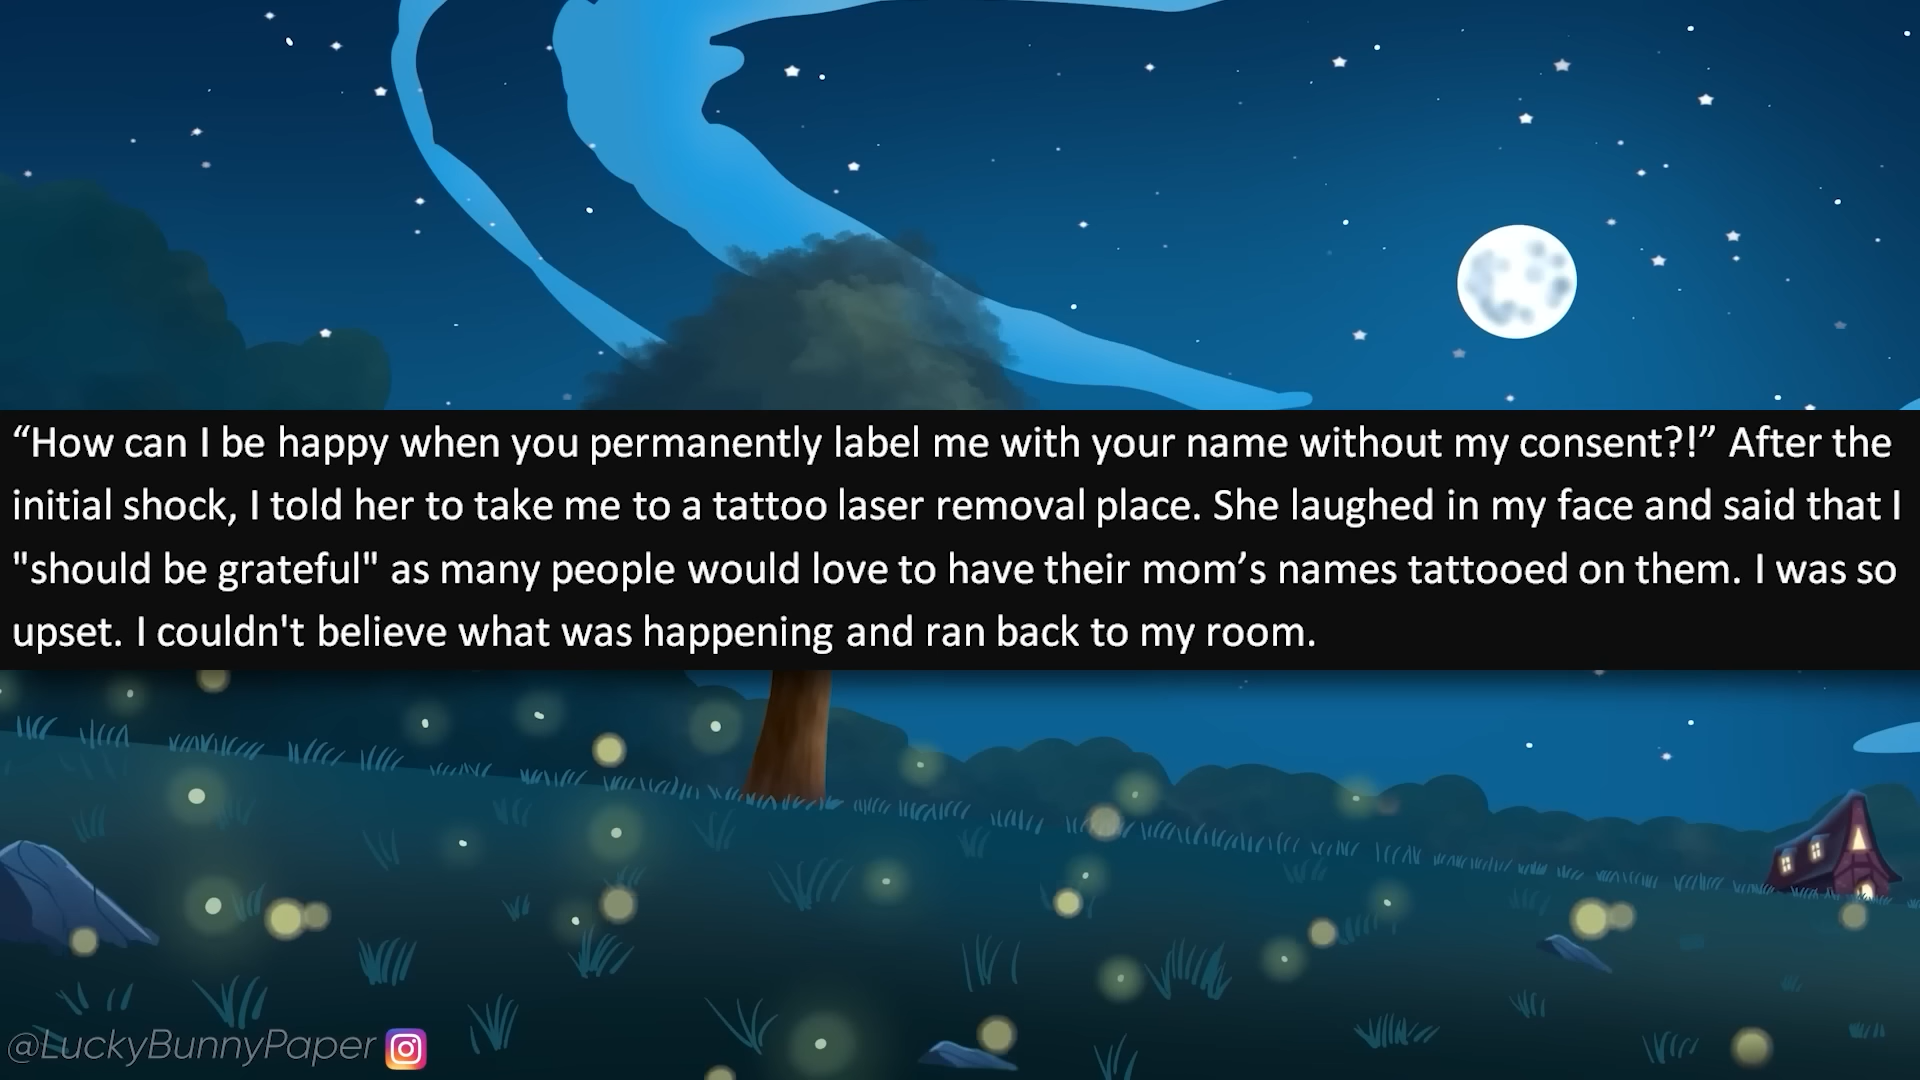 “How can I be happy when you permanently label me with your name without my consent?!” After the
initial shock, I told her to take me to a tattoo laser removal place. She laughed in my face and said that I
"should be grateful" as many people would love to have their mom’s names tattooed on them. I was so
upset. I couldn't believe what was happening and ran back to my room.
@LuckyBunnyPaper